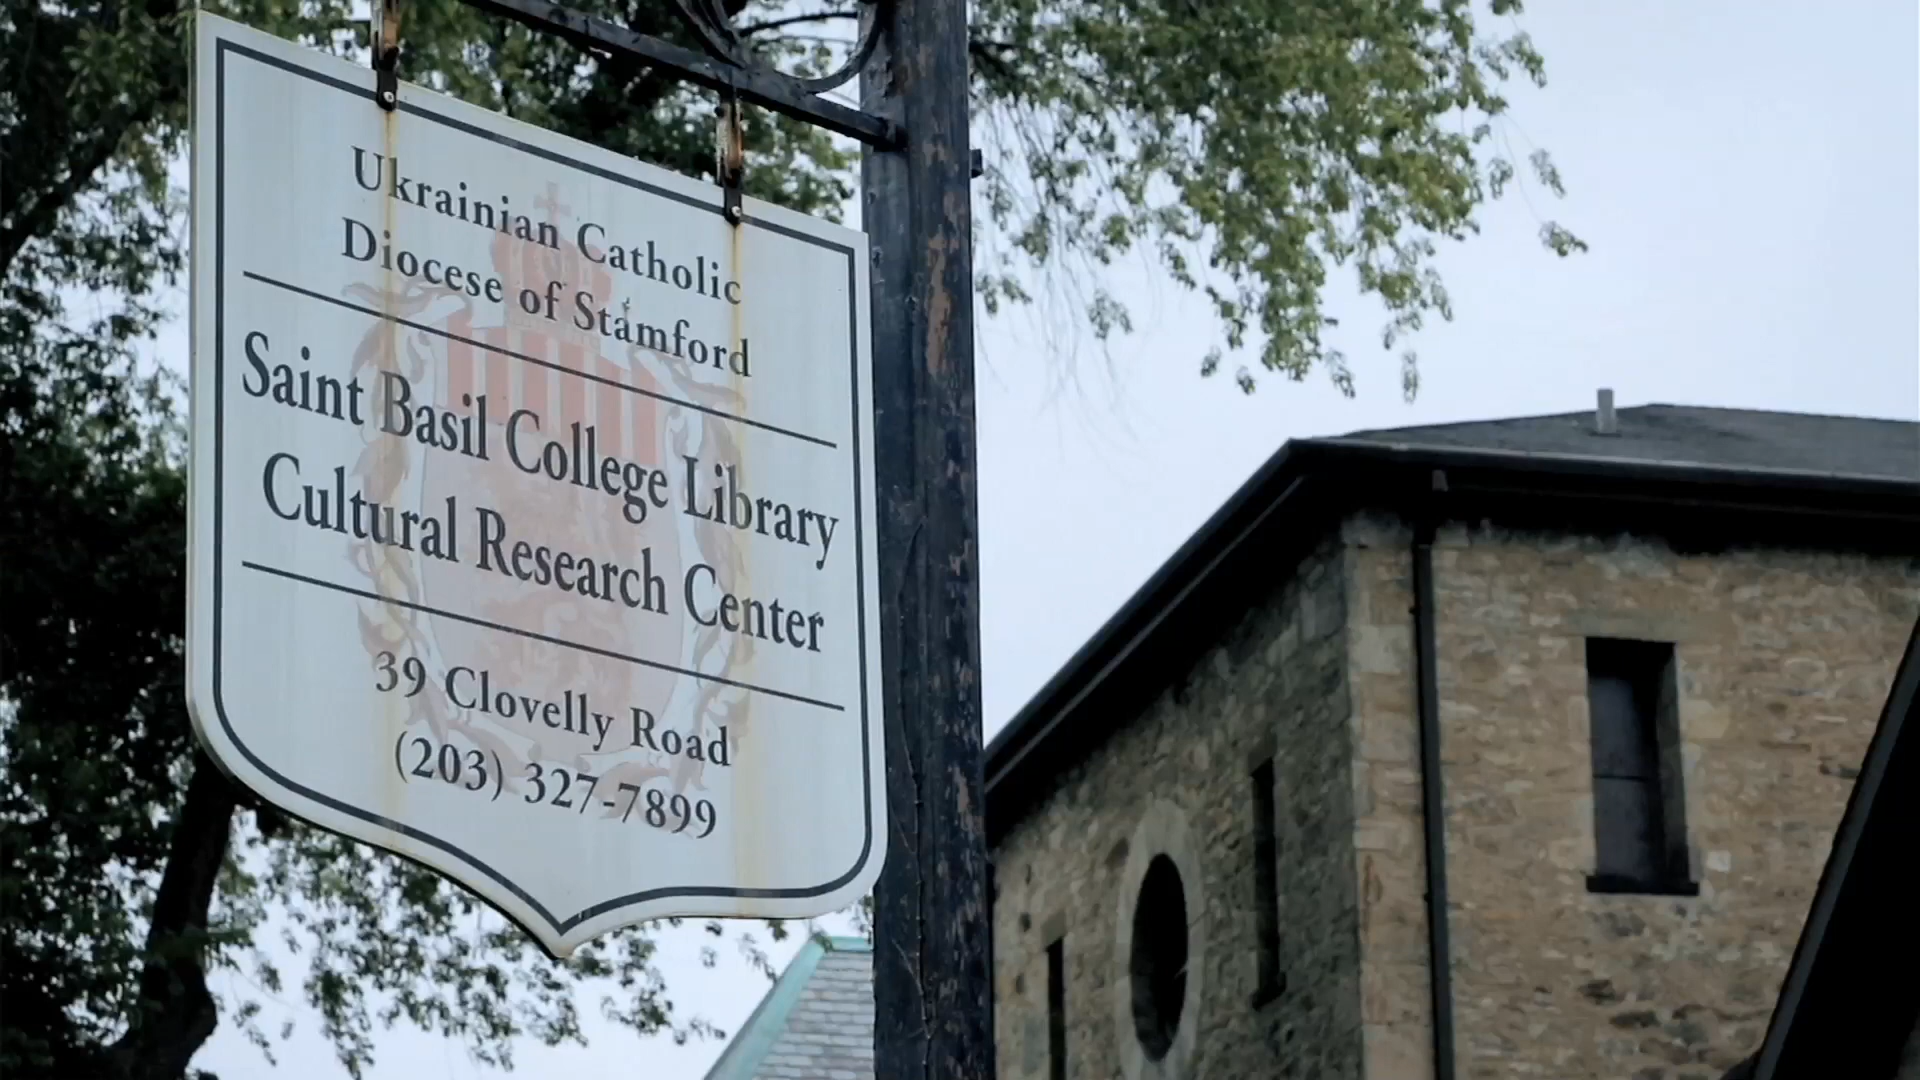 Ukrainian Catholic
Diocese of Stamford
Saint Basil College Library
Cultural Research Center
39 Clovelly Road
(203) 327-7899